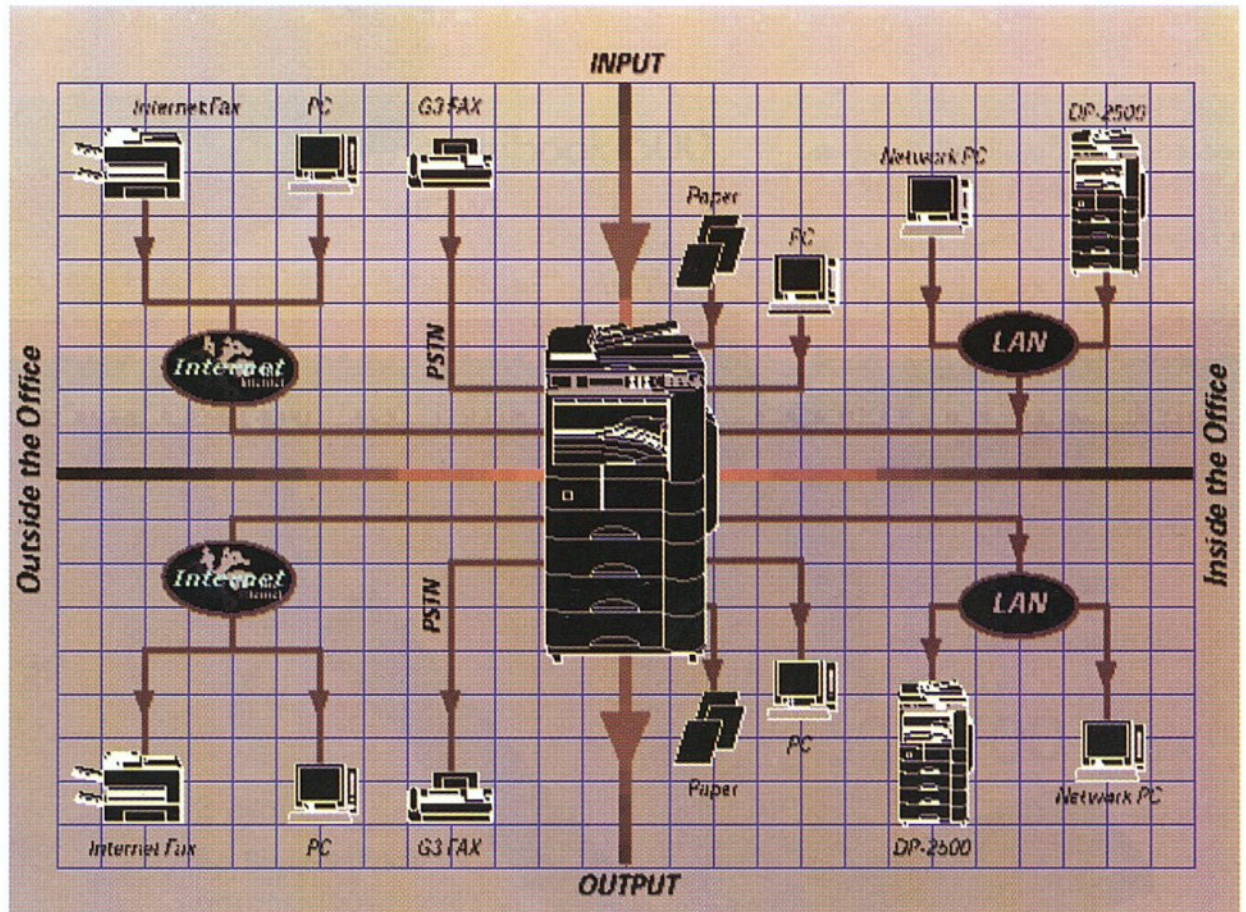 INPUT
Internet Fax
PC
G3 FAX
DP-2500
Network PC
Paper
PC
PSTN
Internet
Internet
LAN
Outside the Office
Inside the Office
Internet
LAN
PSTN
PC
Paper
Network PC
Internet Fax
PC
G3 FAX
DP-2500
OUTPUT